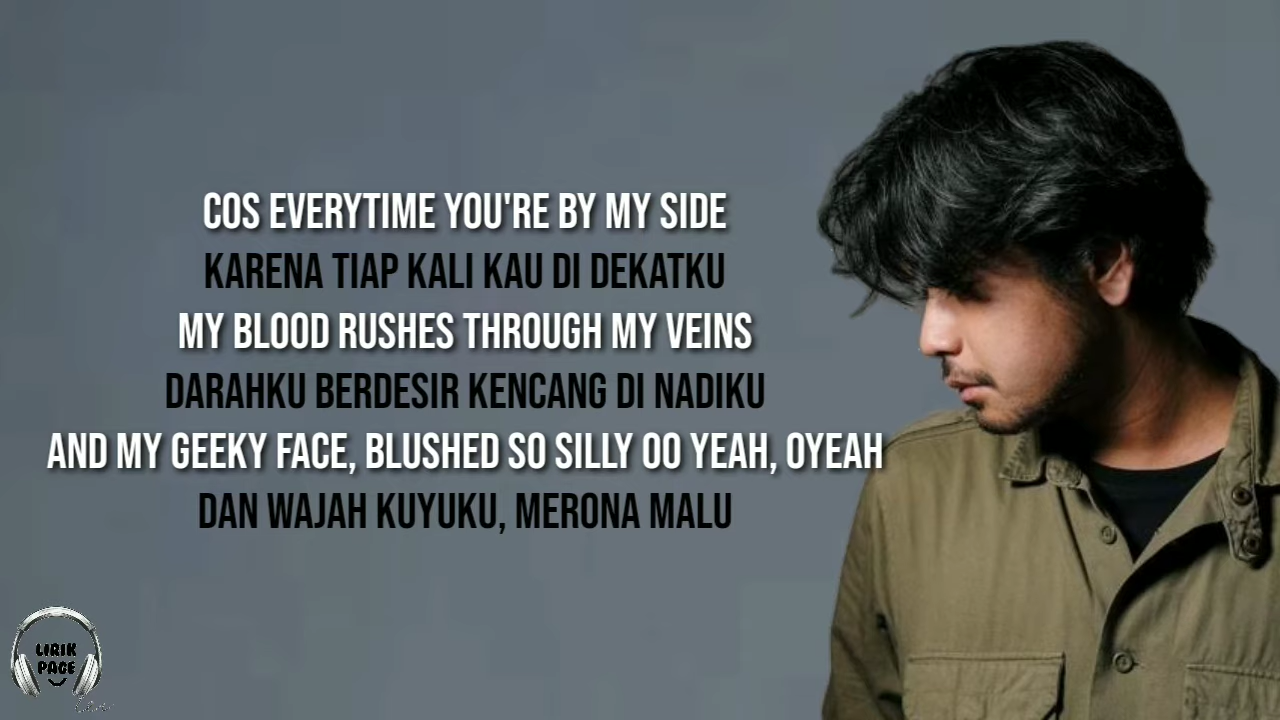 COS EVERYTIME YOU'RE BY MY SIDE
KARENA TIAP KALI KAU DI DEKATKU
MY BLOOD RUSHES THROUGH MY VEINS
DARAHKU BERDESIR KENCANG DI NADIKU
AND MY GEEKY FACE, BLUSHED SO SILLY OO YEAH, OYEAH
DAN WAJAH KUYUKU, MERONA MALU
LIRIK
PAGE